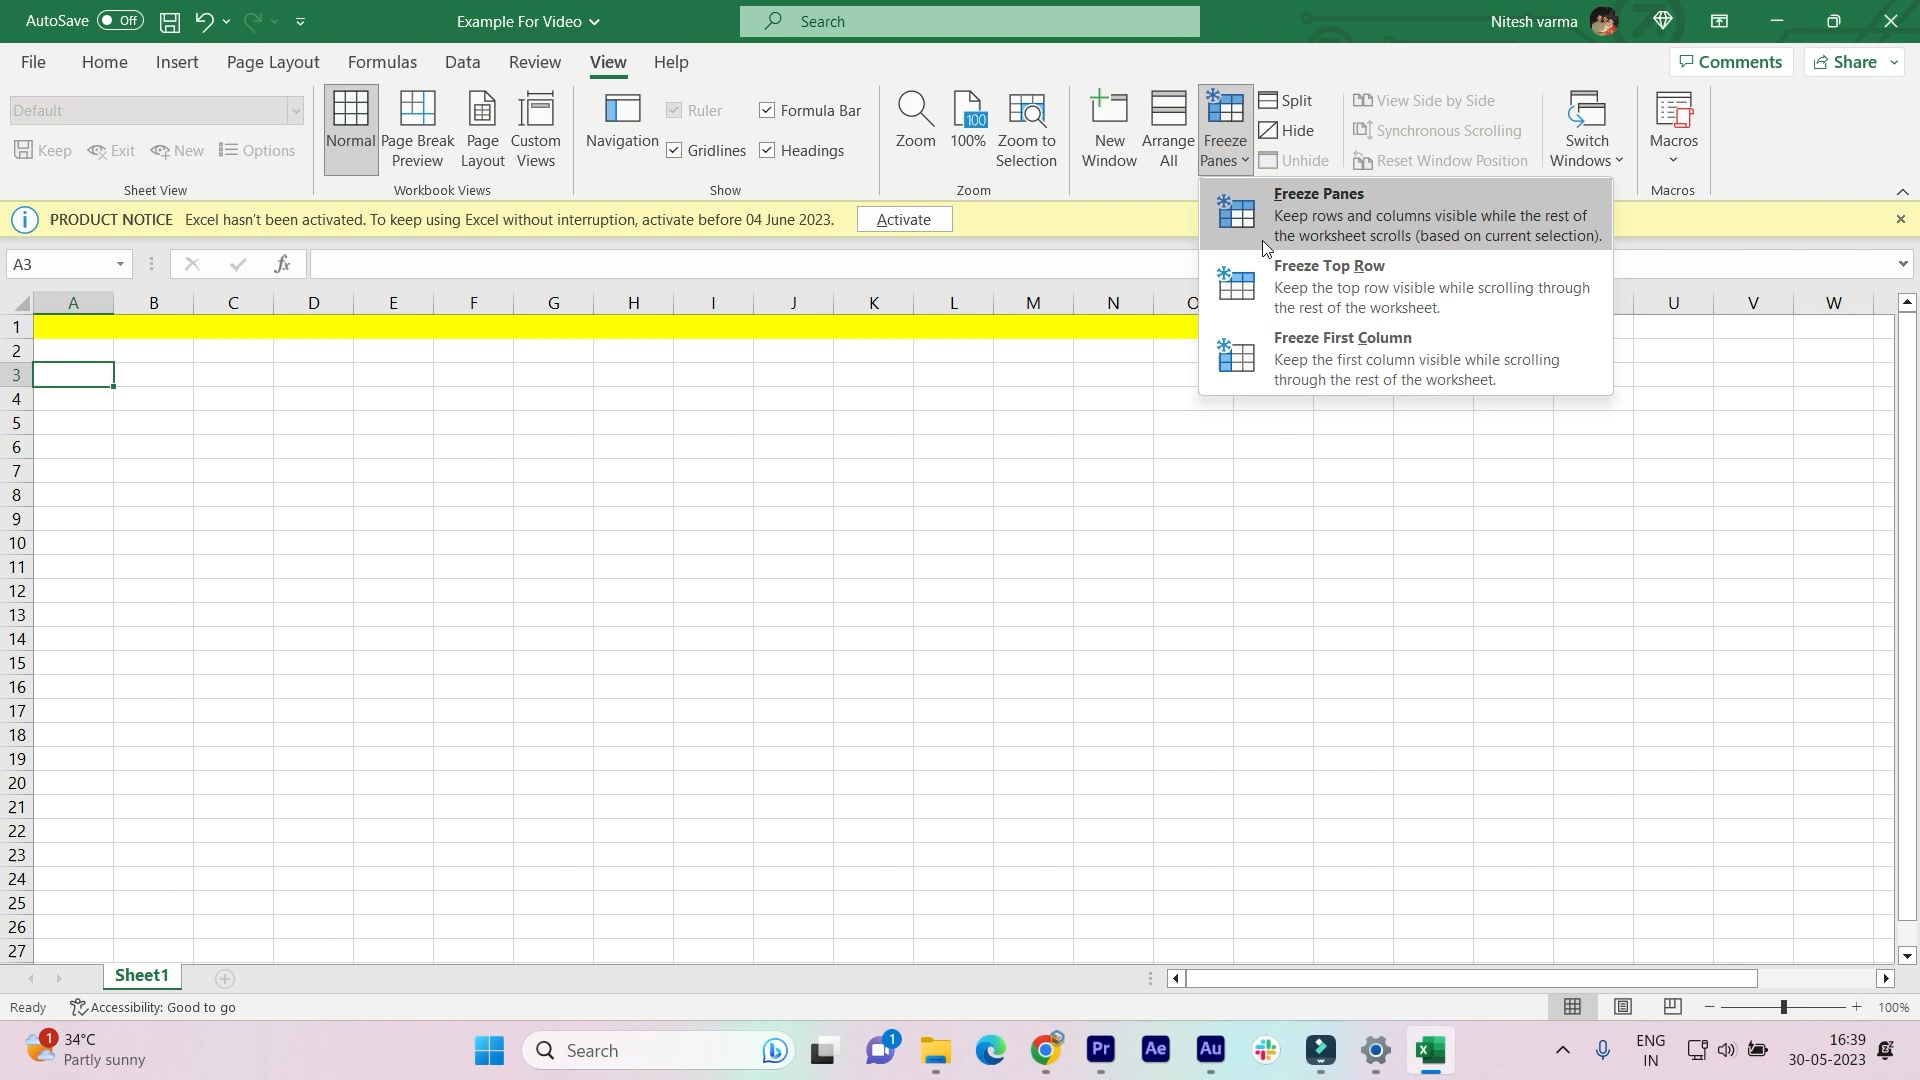 AutoSave Off
Example For Video
Search
Nitesh varma
File Home Insert Page Layout Formulas Data Review View Help
Comments Share
Default
Keep Exit New Options
Sheet View
Normal
Page Break Preview
Page Layout
Custom Views
Workbook Views
Navigation
Ruler Formula Bar
Gridlines Headings
Show
Zoom
100
100%
Zoom to Selection
Zoom
New Window
Arrange All
Freeze Panes
Split
Hide
Unhide
View Side by Side
Synchronous Scrolling
Reset Window Position
Switch Windows
Macros
Macros
PRODUCT NOTICE Excel hasn't been activated. To keep using Excel without interruption, activate before 04 June 2023. Activate
Freeze Panes
Keep rows and columns visible while the rest of
the worksheet scrolls (based on current selection).
Freeze Top Row
Keep the top row visible while scrolling through
the rest of the worksheet.
Freeze First Column
Keep the first column visible while scrolling
through the rest of the worksheet.
A3
fx
A B C D E F G H I J K L M N O U V W
1
2
3
4
5
6
7
8
9
10
11
12
13
14
15
16
17
18
19
20
21
22
23
24
25
26
27
Sheet1
Ready Accessibility: Good to go
100%
1
34°C
Partly sunny
Search
1
Pr
Ae
Au
X
ENG
IN
16:39
30-05-2023